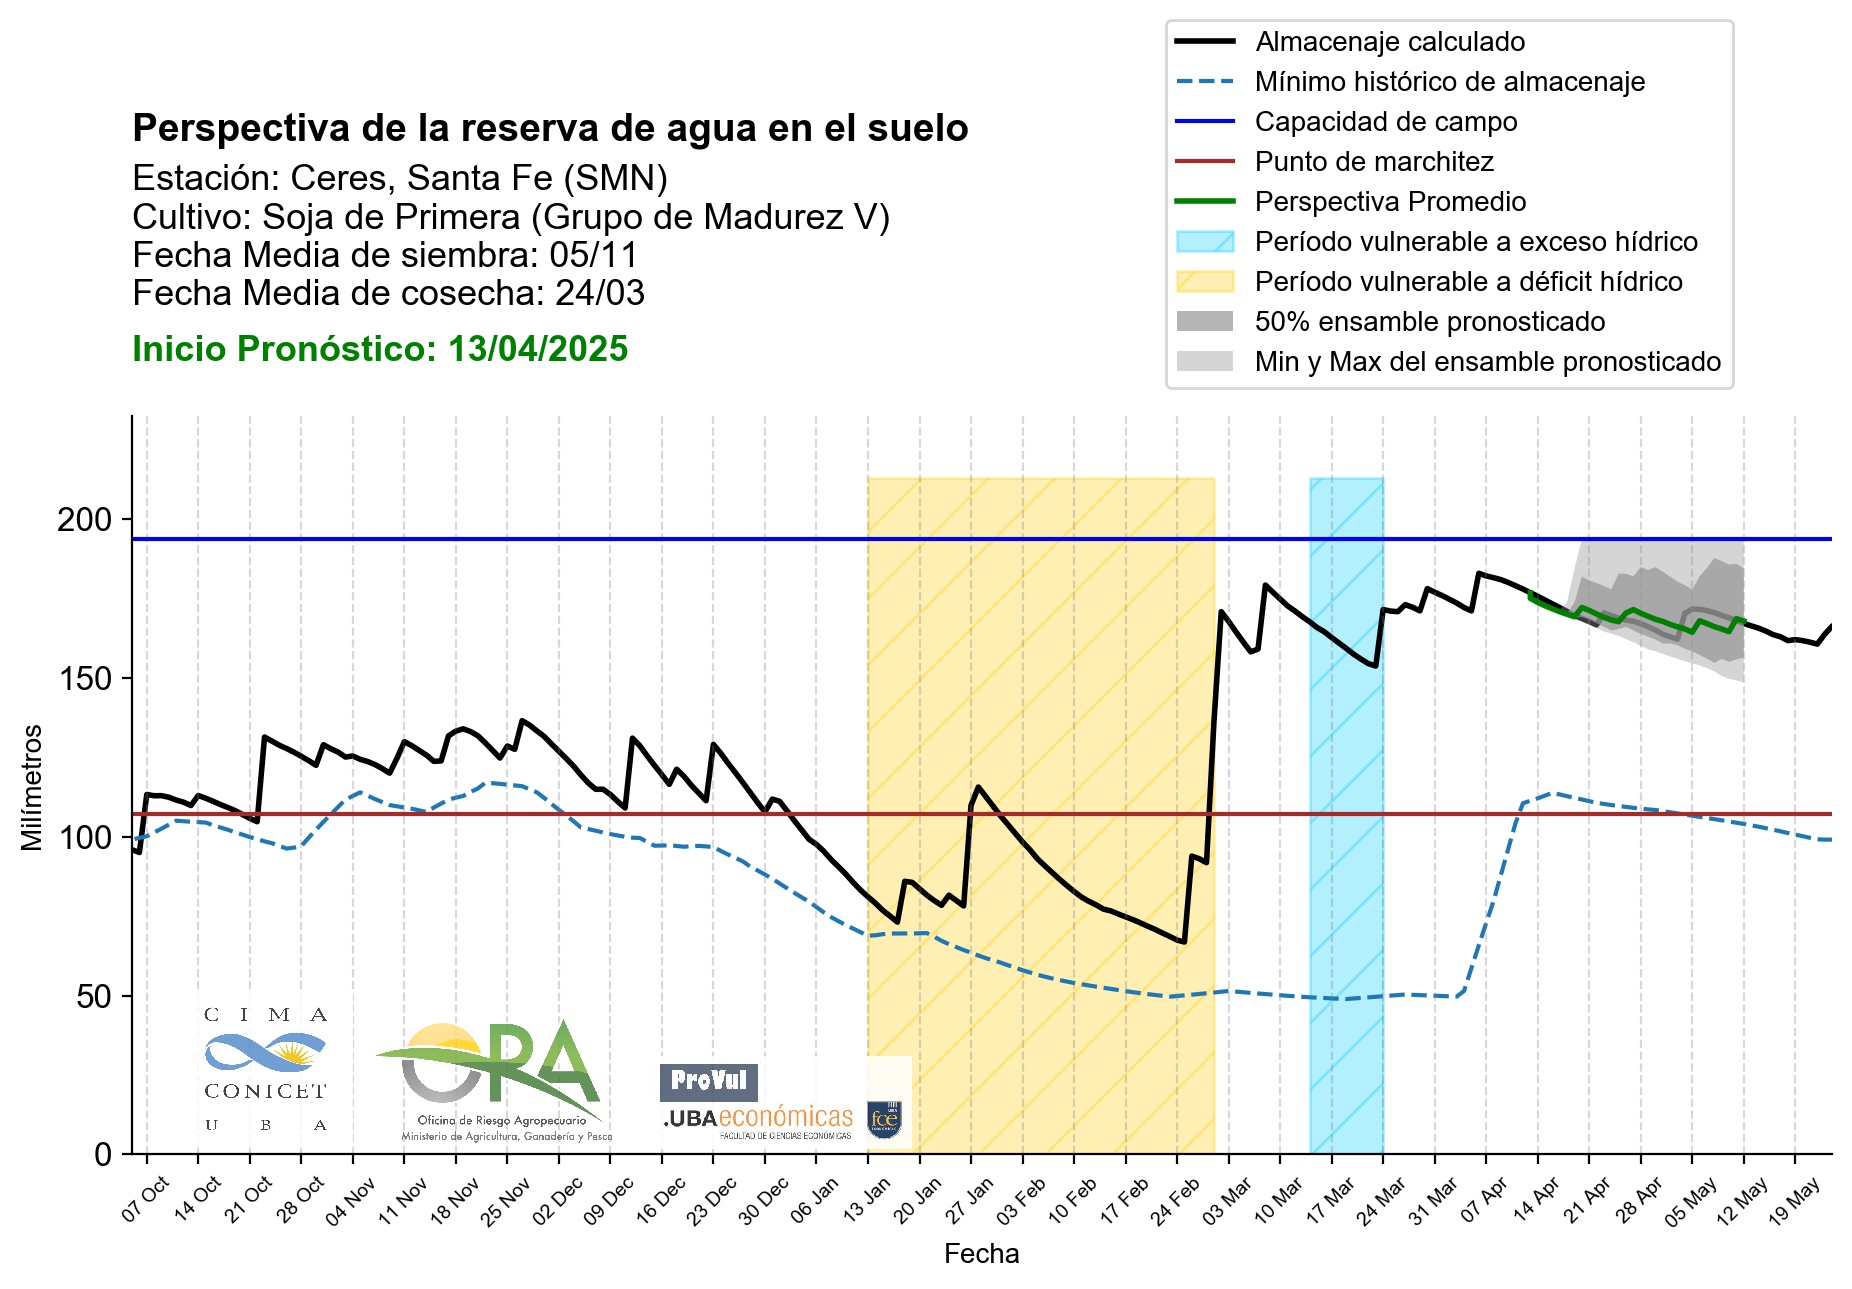 Almacenaje calculado
Mínimo histórico de almacenaje
Capacidad de campo
Punto de marchitez
Perspectiva Promedio
Período vulnerable a exceso hídrico
Período vulnerable a déficit hídrico
50% ensamble pronosticado
Min y Max del ensamble pronosticado
Perspectiva de la reserva de agua en el suelo
Estación: Ceres, Santa Fe (SMN)
Cultivo: Soja de Primera (Grupo de Madurez V)
Fecha Media de siembra: 05/11
Fecha Media de cosecha: 24/03
Inicio Pronóstico: 13/04/2025
200
150
100
50
0
Milímetros
C I M A
CONICET
U B A
ORA
Oficina de Riesgo Agropecuario
Ministerio de Agricultura, Ganadería y Pesca
ProVul
.UBAeconómicas
FACULTAD DE CIENCIAS ECONÓMICAS
UBA
fce
07 Oct
14 Oct
21 Oct
28 Oct
04 Nov
11 Nov
18 Nov
25 Nov
02 Dec
09 Dec
16 Dec
23 Dec
30 Dec
06 Jan
13 Jan
20 Jan
27 Jan
03 Feb
10 Feb
17 Feb
24 Feb
03 Mar
10 Mar
17 Mar
24 Mar
31 Mar
07 Apr
14 Apr
21 Apr
28 Apr
05 May
12 May
19 May
Fecha